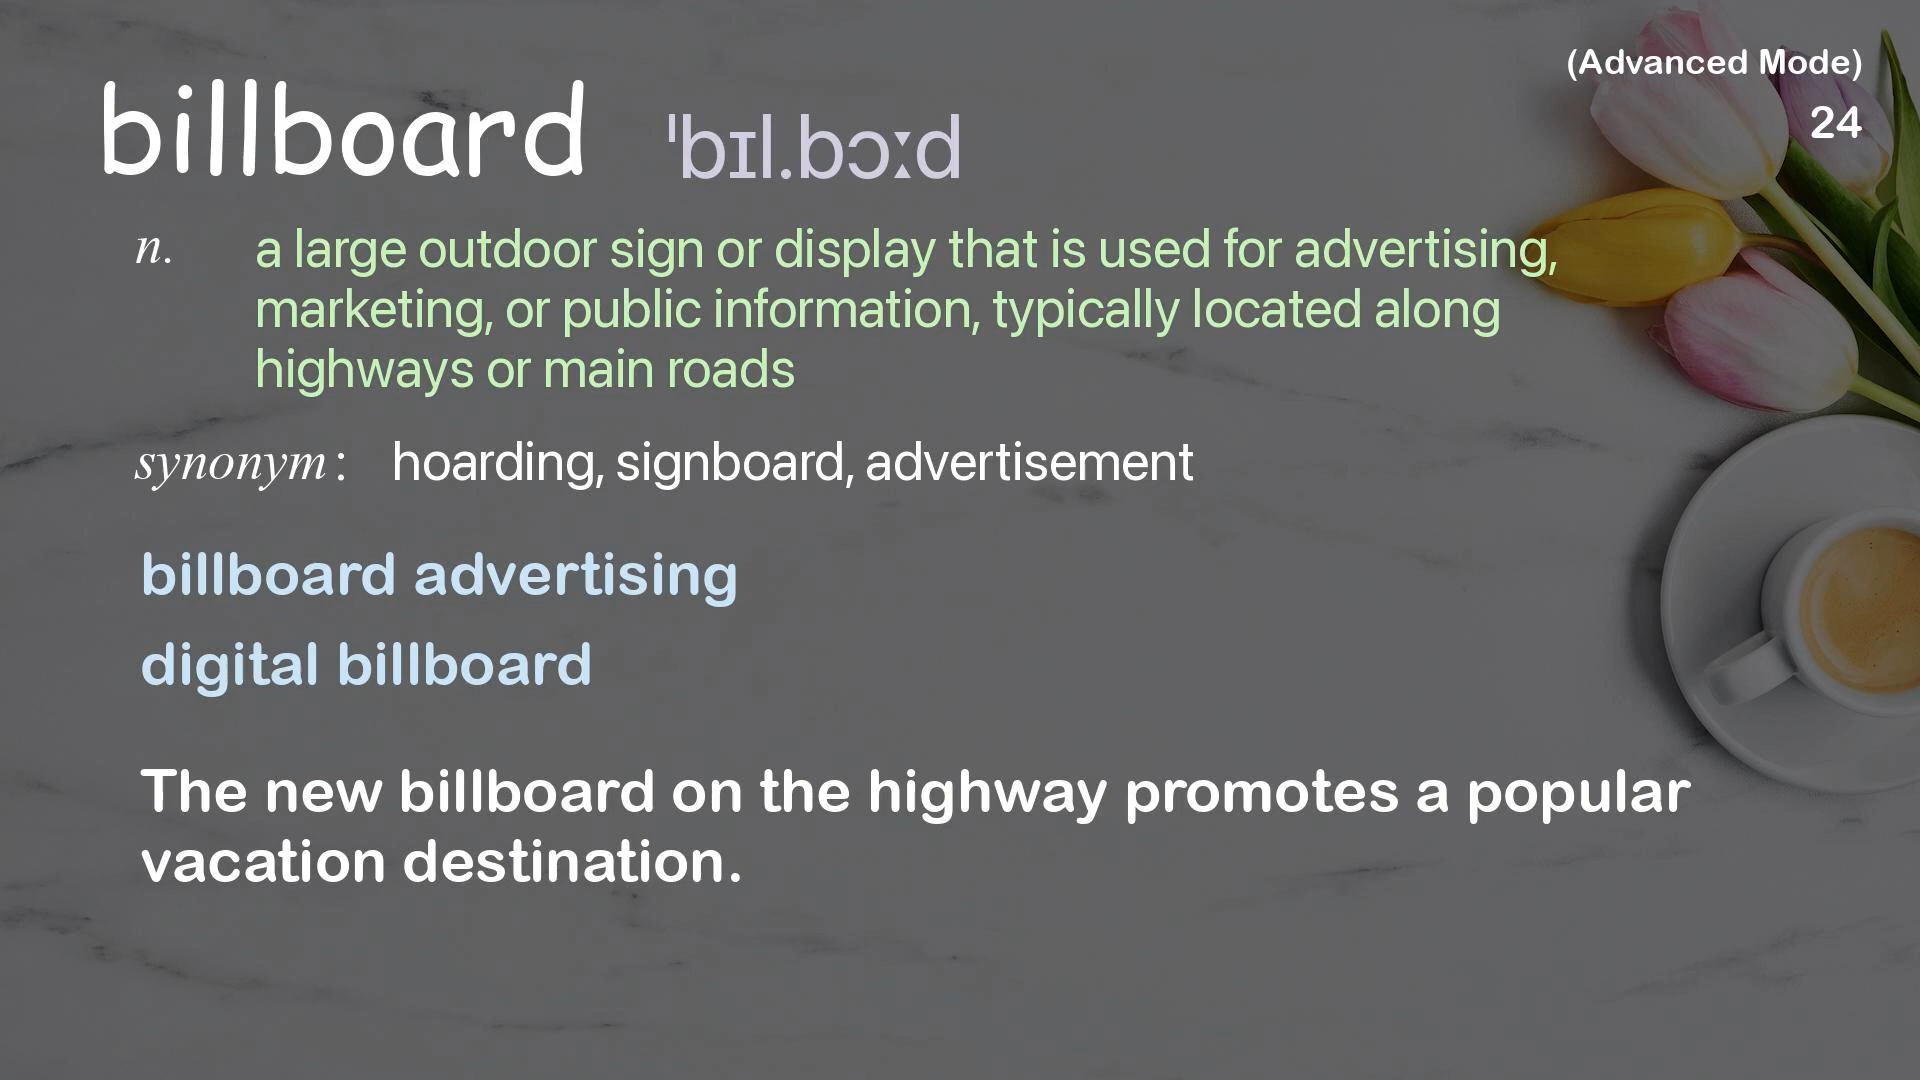 (Advanced Mode)
24
billboard ˈbɪl.bɔːd
n. a large outdoor sign or display that is used for advertising,
marketing, or public information, typically located along
highways or main roads
synonym: hoarding, signboard, advertisement
billboard advertising
digital billboard
The new billboard on the highway promotes a popular
vacation destination.